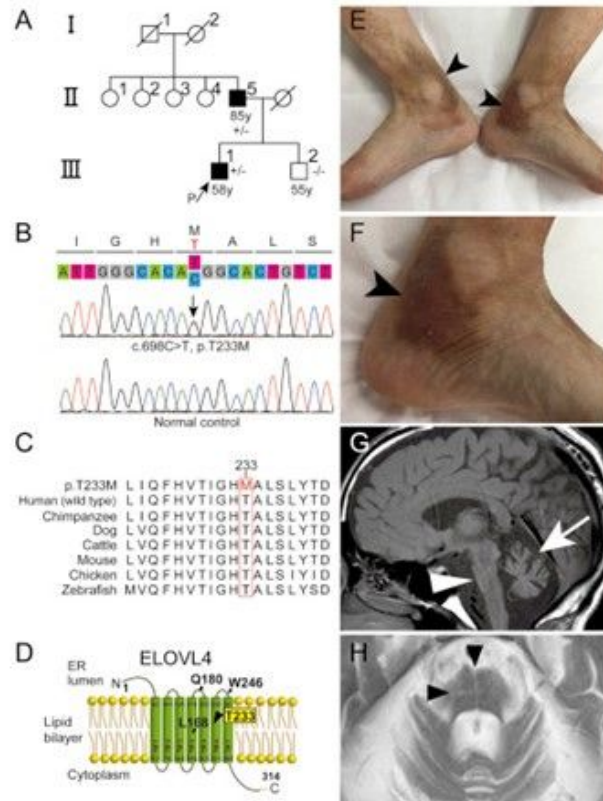 A
I
1
2
II
1
2
3
4
5
85y
+/-
III
1
+/-
2
-/-
P
58y
55y
B
M
T
I G H A L S
A T T G G G C A C A T G G C A C T G T C T
C
c.698C>T, p.T233M
Normal control
C
233
p.T233M L I Q F H V T I G H M A L S L Y T D
Human (wild type) L I Q F H V T I G H T A L S L Y T D
Chimpanzee L I Q F H V T I G H T A L S L Y T D
Dog L V Q F H V T I G H T A L S L Y T D
Cattle L V Q F H V T I G H T A L S L Y T D
Mouse L V Q F H V T I G H T A L S L Y T D
Chicken L V Q F H V T I G H T A L S I Y I D
Zebrafish M V Q F H V T I G H T A L S L Y S D
D
ELOVL4
ER
lumen
N
1
Q180
W246
L168
T233
Lipid
bilayer
Cytoplasm
314
C
E
F
G
H